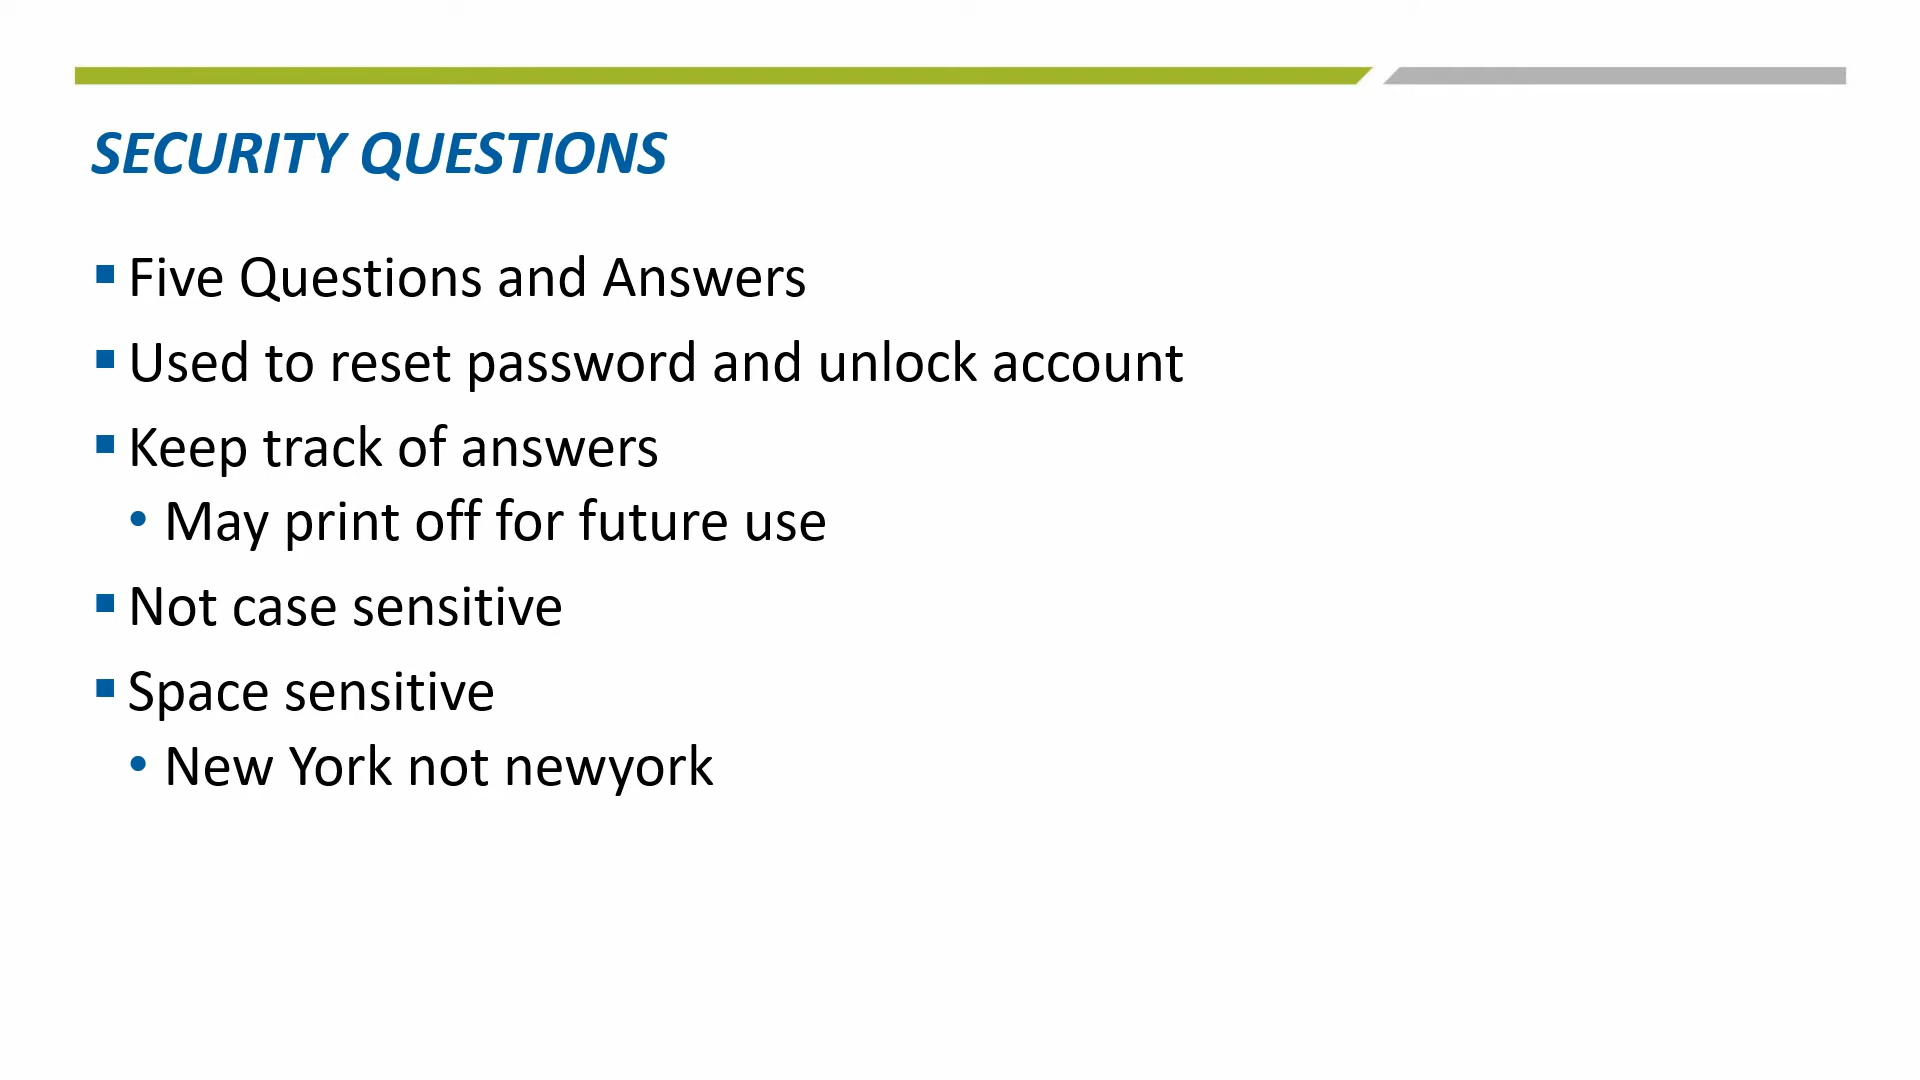 SECURITY QUESTIONS
Five Questions and Answers
Used to reset password and unlock account
Keep track of answers
May print off for future use
Not case sensitive
Space sensitive
New York not newyork